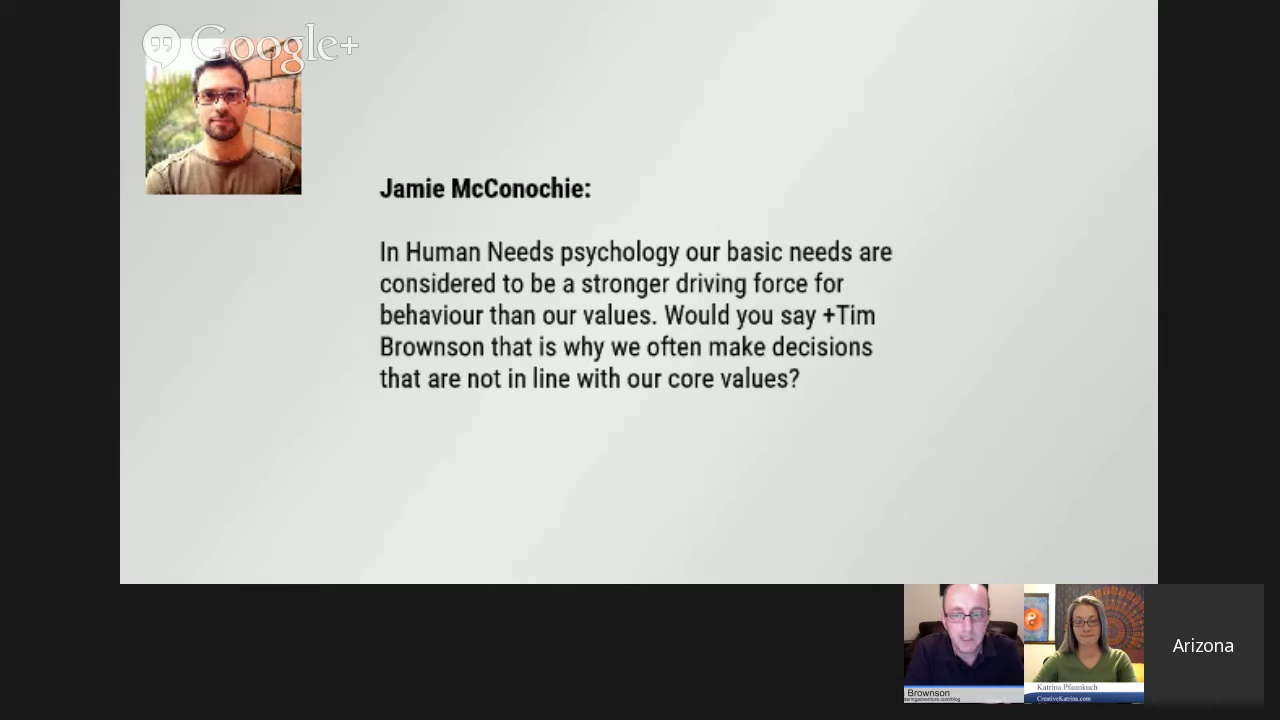 Google+
Jamie McConochie:
In Human Needs psychology our basic needs are
considered to be a stronger driving force for
behaviour than our values. Would you say +Tim
Brownson that is why we often make decisions
that are not in line with our core values?
Brownson
Katrina Pfannkuch
CreativeKatrina.com
Arizona